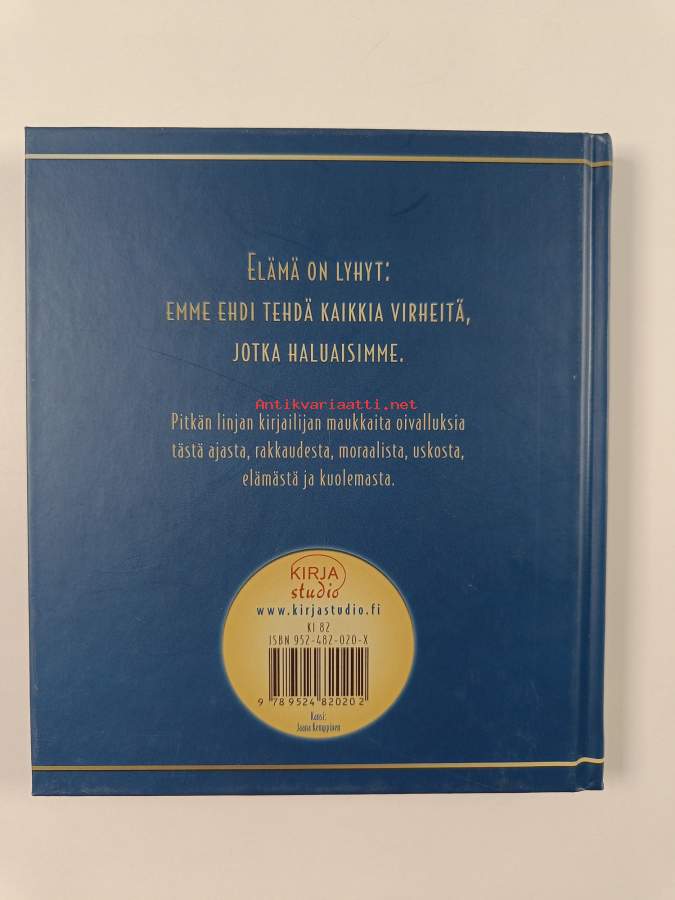 ELÄMÄ ON LYHYT:
EMME EHDI TEHDÄ KAIKKIA VIRHEITÄ,
JOTKA HALUAISIMME.
Antikvariaatti.net
Pitkän linjan kirjailijan maukkaita oivalluksia
tästä ajasta, rakkaudesta, moraalista, uskosta,
elämästä ja kuolemasta.
KIRJA
studio
www.kirjastudio.fi
KI 82
ISBN 952-482-020-X
9 789524 820202
Kansi:
Jaana Kemppinen